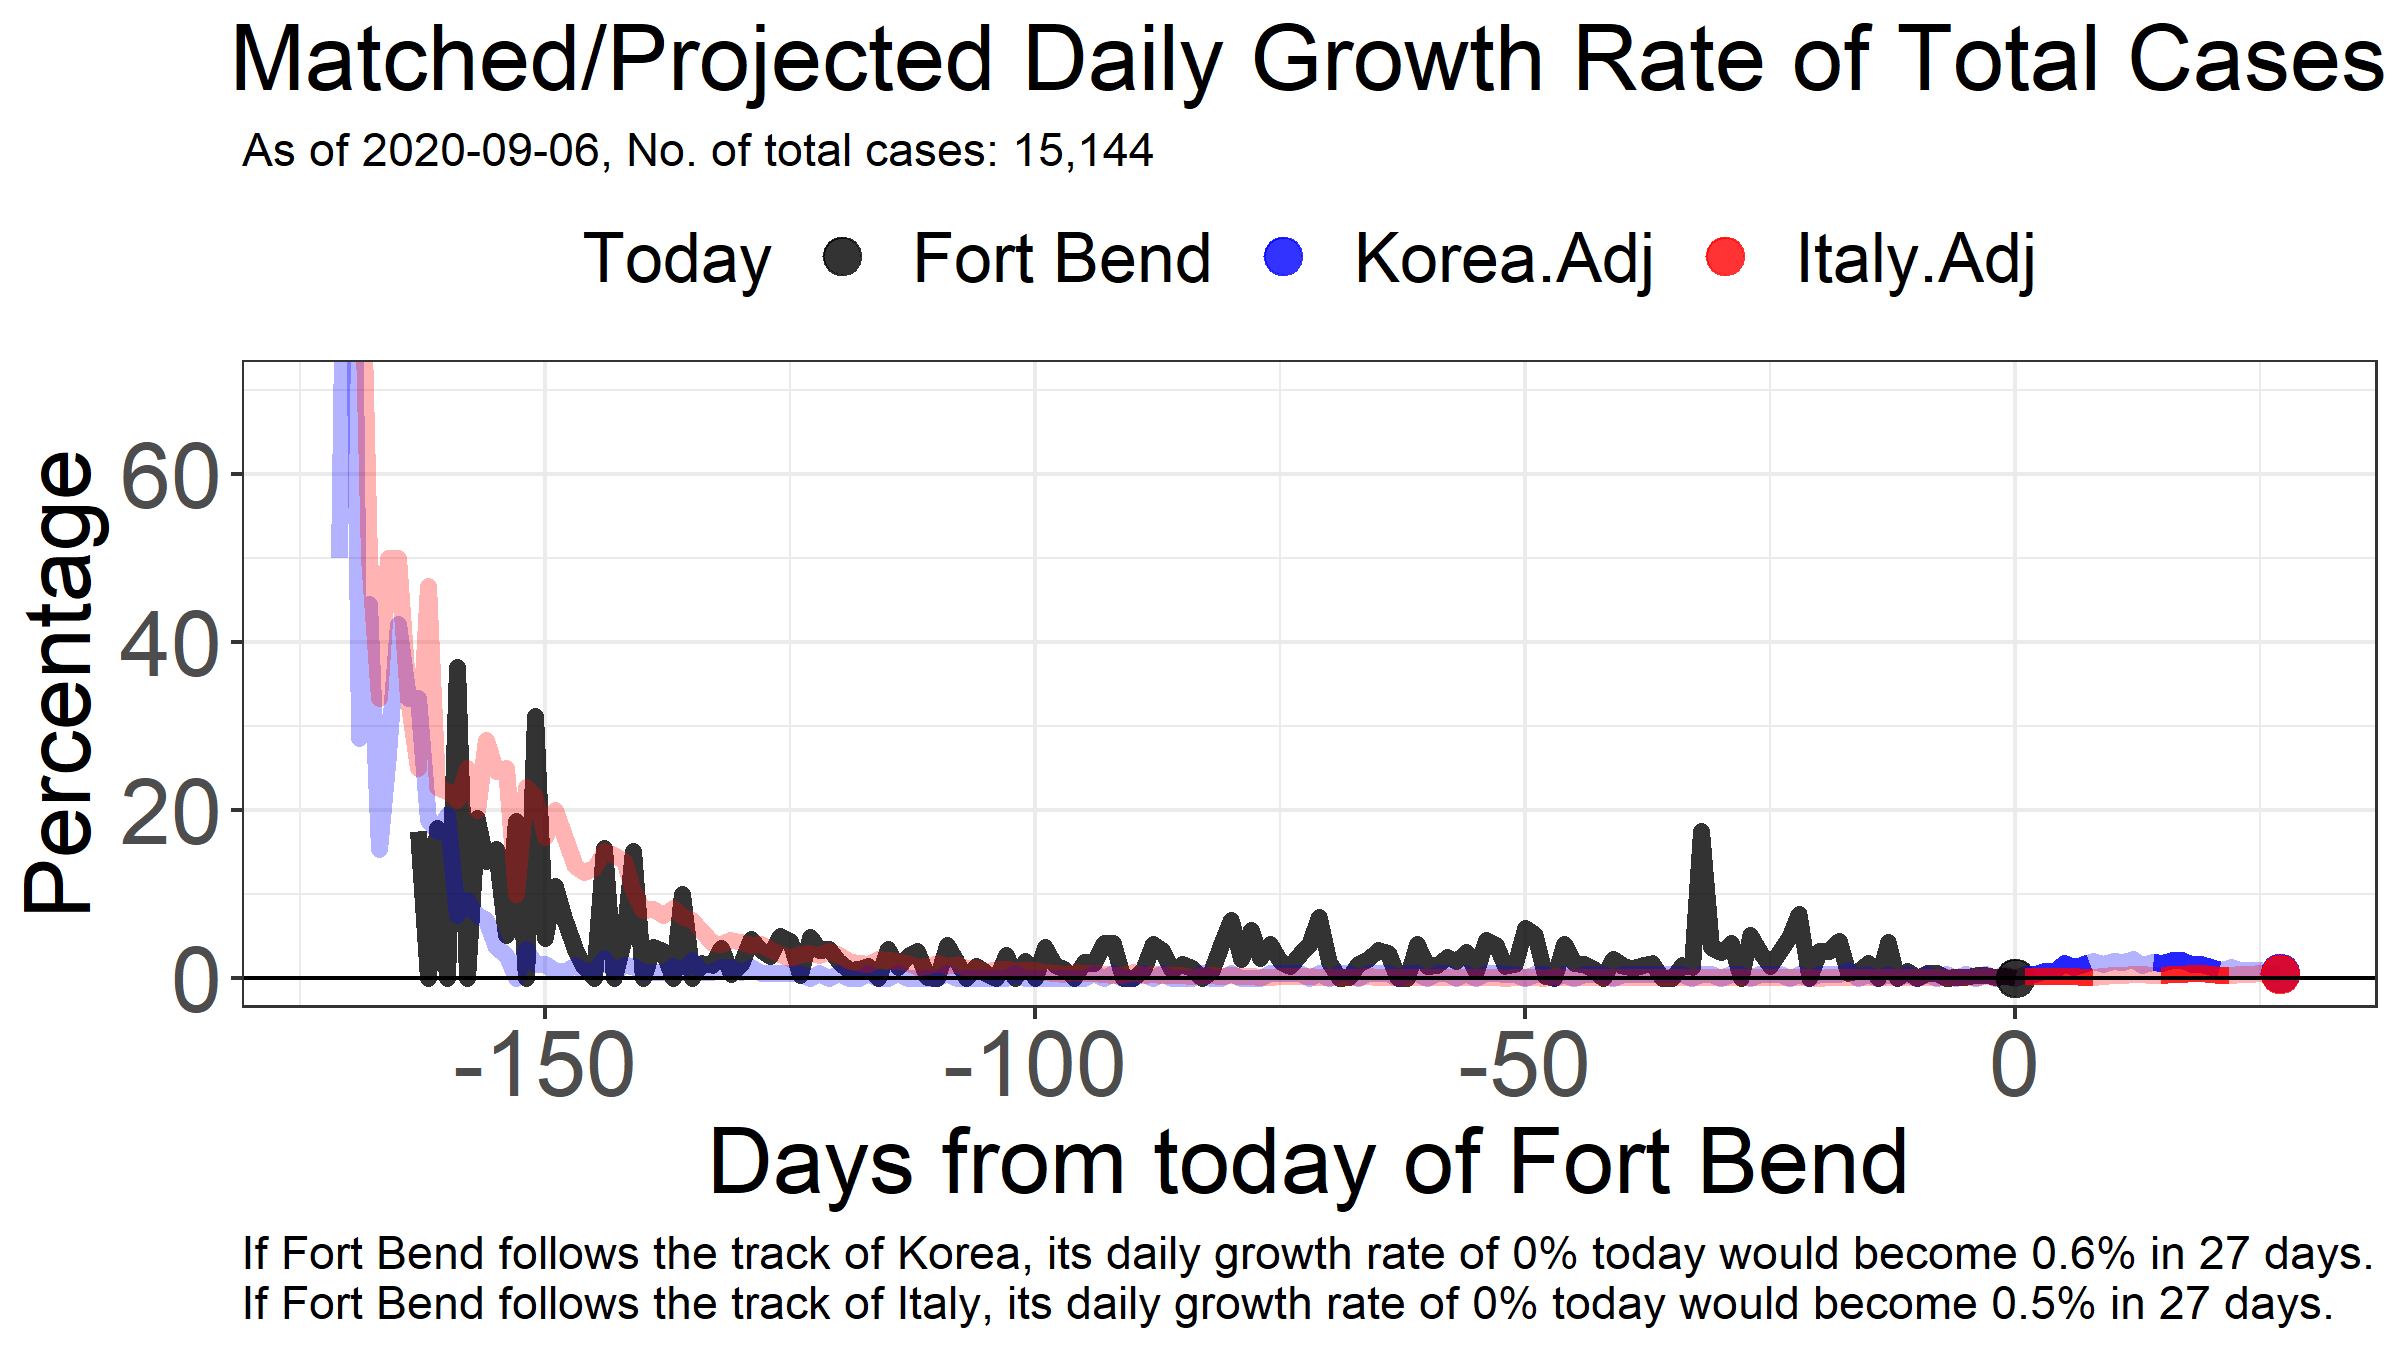 Matched/Projected Daily Growth Rate of Total Cases
As of 2020-09-06, No. of total cases: 15,144
Today Fort Bend Korea.Adj Italy.Adj
Percentage
60
40
20
0
-150 -100 -50 0
Days from today of Fort Bend
If Fort Bend follows the track of Korea, its daily growth rate of 0% today would become 0.6% in 27 days.
If Fort Bend follows the track of Italy, its daily growth rate of 0% today would become 0.5% in 27 days.